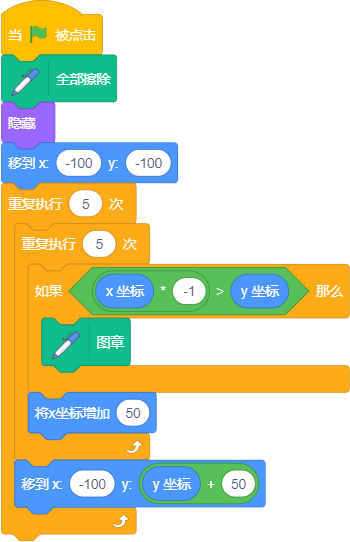 当 被点击
全部擦除
隐藏
移到 x: -100 y: -100
重复执行 5 次
重复执行 5 次
如果 x 坐标 * -1 > y 坐标 那么
图章
将x坐标增加 50
移到 x: -100 y: y 坐标 + 50